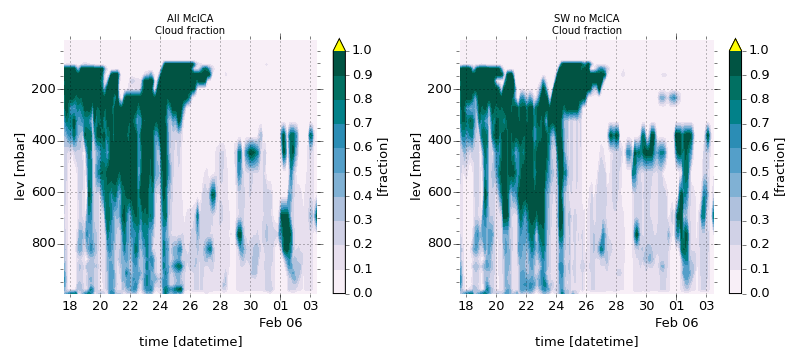 All McICA
Cloud fraction
lev [mbar]
200
400
600
800
18 20 22 24 26 28 30 01 03
Feb 06
time [datetime]
1.0
0.9
0.8
0.7
0.6
0.5
0.4
0.3
0.2
0.1
0.0
[fraction]
SW no McICA
Cloud fraction
lev [mbar]
200
400
600
800
18 20 22 24 26 28 30 01 03
Feb 06
time [datetime]
1.0
0.9
0.8
0.7
0.6
0.5
0.4
0.3
0.2
0.1
0.0
[fraction]